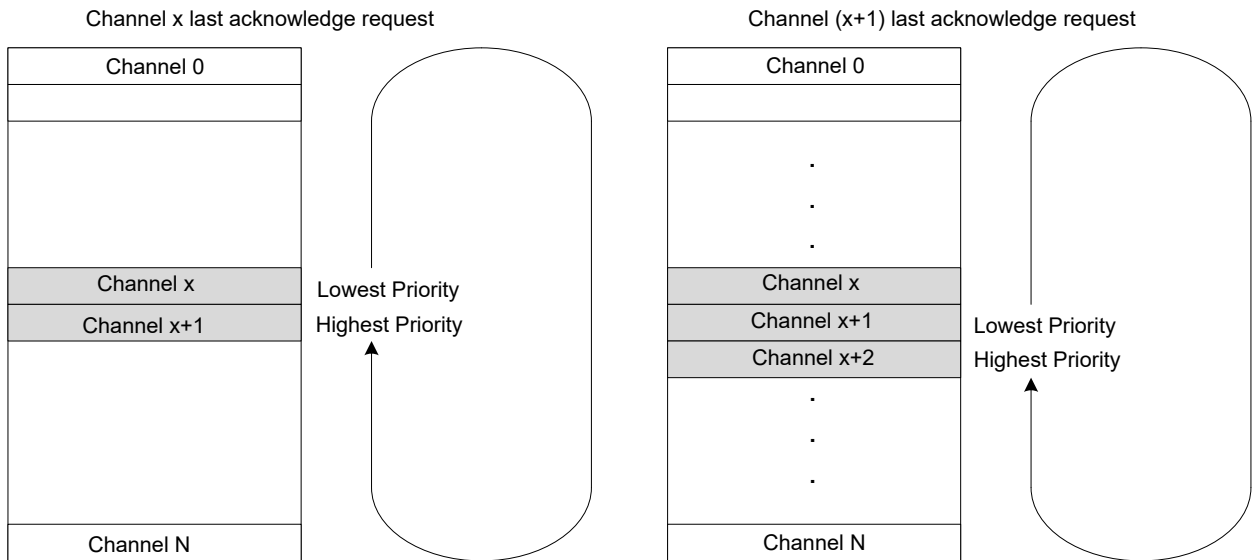 Channel x last acknowledge request
Channel 0
Channel x
Lowest Priority
Channel x+1
Highest Priority
Channel N
Channel (x+1) last acknowledge request
Channel 0
.
.
.
Channel x
Channel x+1
Lowest Priority
Channel x+2
Highest Priority
.
.
.
Channel N